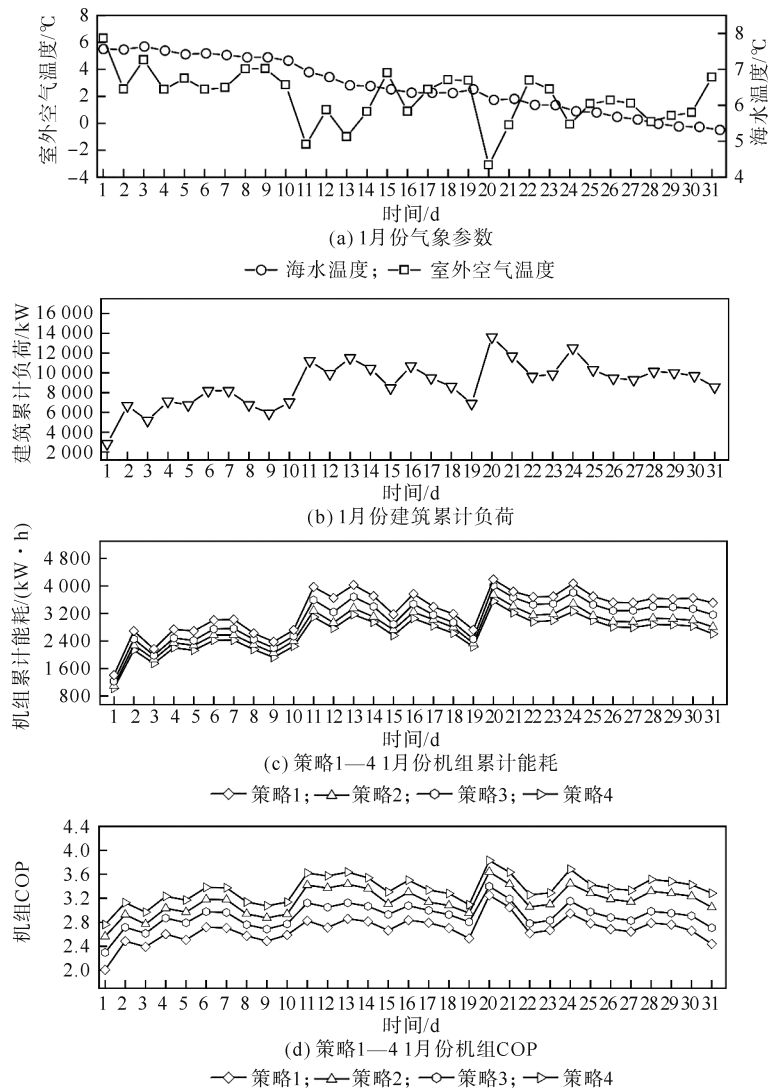 室外空气温度/℃
8
6
4
2
0
−2
−4
海水温度/℃
8
7
6
5
4
1 2 3 4 5 6 7 8 9 10 11 12 13 14 15 16 17 18 19 20 21 22 23 24 25 26 27 28 29 30 31
时间/d
(a) 1月份气象参数
海水温度; 室外空气温度
建筑累计负荷/kW
16 000
14 000
12 000
10 000
8 000
6 000
4 000
2 000
1 2 3 4 5 6 7 8 9 10 11 12 13 14 15 16 17 18 19 20 21 22 23 24 25 26 27 28 29 30 31
时间/d
(b) 1月份建筑累计负荷
机组累计能耗/(kW·h)
4 800
4 000
3 200
2 400
1 600
800
1 2 3 4 5 6 7 8 9 10 11 12 13 14 15 16 17 18 19 20 21 22 23 24 25 26 27 28 29 30 31
时间/d
(c) 策略1—4 1月份机组累计能耗
策略1; 策略2; 策略3; 策略4
机组COP
4.4
4.0
3.6
3.2
2.8
2.4
2.0
1 2 3 4 5 6 7 8 9 10 11 12 13 14 15 16 17 18 19 20 21 22 23 24 25 26 27 28 29 30 31
时间/d
(d) 策略1—4 1月份机组COP
策略1; 策略2; 策略3; 策略4